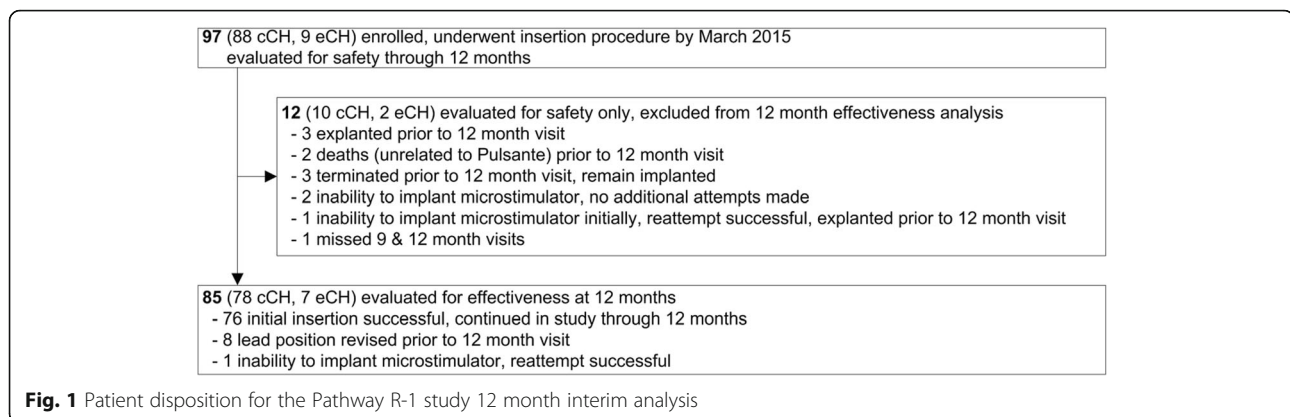 97 (88 cCH, 9 eCH) enrolled, underwent insertion procedure by March 2015
evaluated for safety through 12 months
12 (10 cCH, 2 eCH) evaluated for safety only, excluded from 12 month effectiveness analysis
- 3 explanted prior to 12 month visit
- 2 deaths (unrelated to Pulsante) prior to 12 month visit
- 3 terminated prior to 12 month visit, remain implanted
- 2 inability to implant microstimulator, no additional attempts made
- 1 inability to implant microstimulator initially, reattempt successful, explanted prior to 12 month visit
- 1 missed 9 & 12 month visits
85 (78 cCH, 7 eCH) evaluated for effectiveness at 12 months
- 76 initial insertion successful, continued in study through 12 months
- 8 lead position revised prior to 12 month visit
- 1 inability to implant microstimulator, reattempt successful
Fig. 1 Patient disposition for the Pathway R-1 study 12 month interim analysis